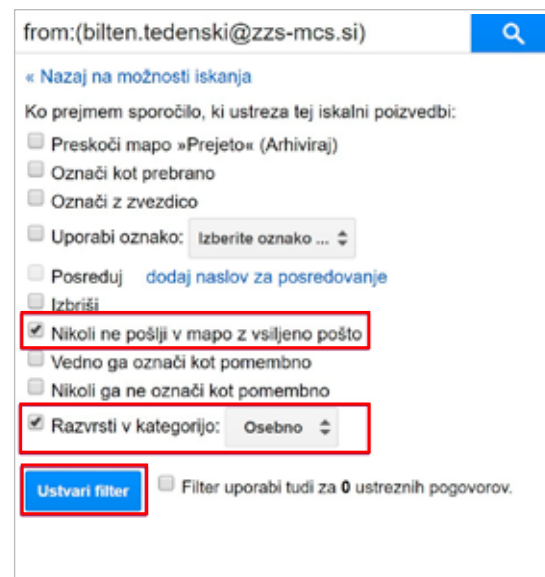 from:(bilten.tedenski@zzs-mcs.si)
« Nazaj na možnosti iskanja
Ko prejmem sporočilo, ki ustreza tej iskalni poizvedbi:
Preskoči mapo »Prejeto« (Arhiviraj)
Označi kot prebrano
Označi z zvezdico
Uporabi oznako: Izberite oznako ...
Posreduj dodaj naslov za posredovanje
Izbriši
Nikoli ne pošlji v mapo z vsiljeno pošto
Vedno ga označi kot pomembno
Nikoli ga ne označi kot pomembno
Razvrsti v kategorijo: Osebno
Ustvari filter Filter uporabi tudi za 0 ustreznih pogovorov.